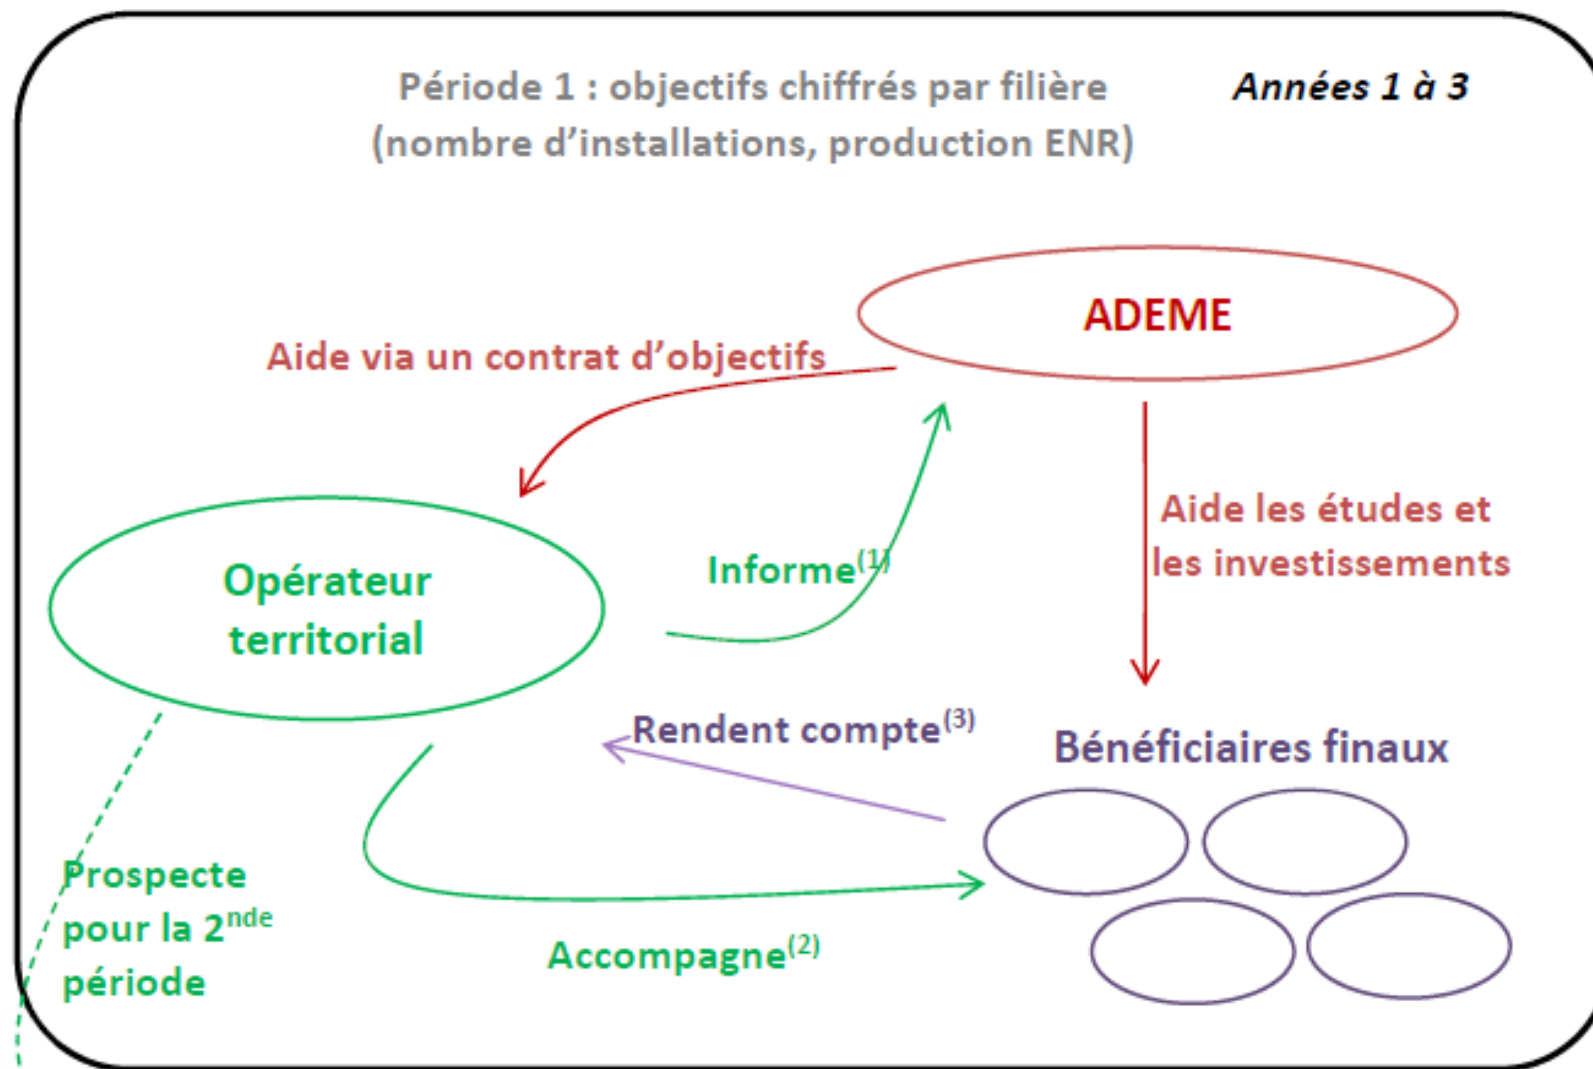 Période 1 : objectifs chiffrés par filière
(nombre d’installations, production ENR)
Années 1 à 3
ADEME
Aide via un contrat d’objectifs
Aide les études et
les investissements
Opérateur
territorial
Informe(1)
Rendent compte(3)
Bénéficiaires finaux
Prospecte
pour la 2nde
période
Accompagne(2)